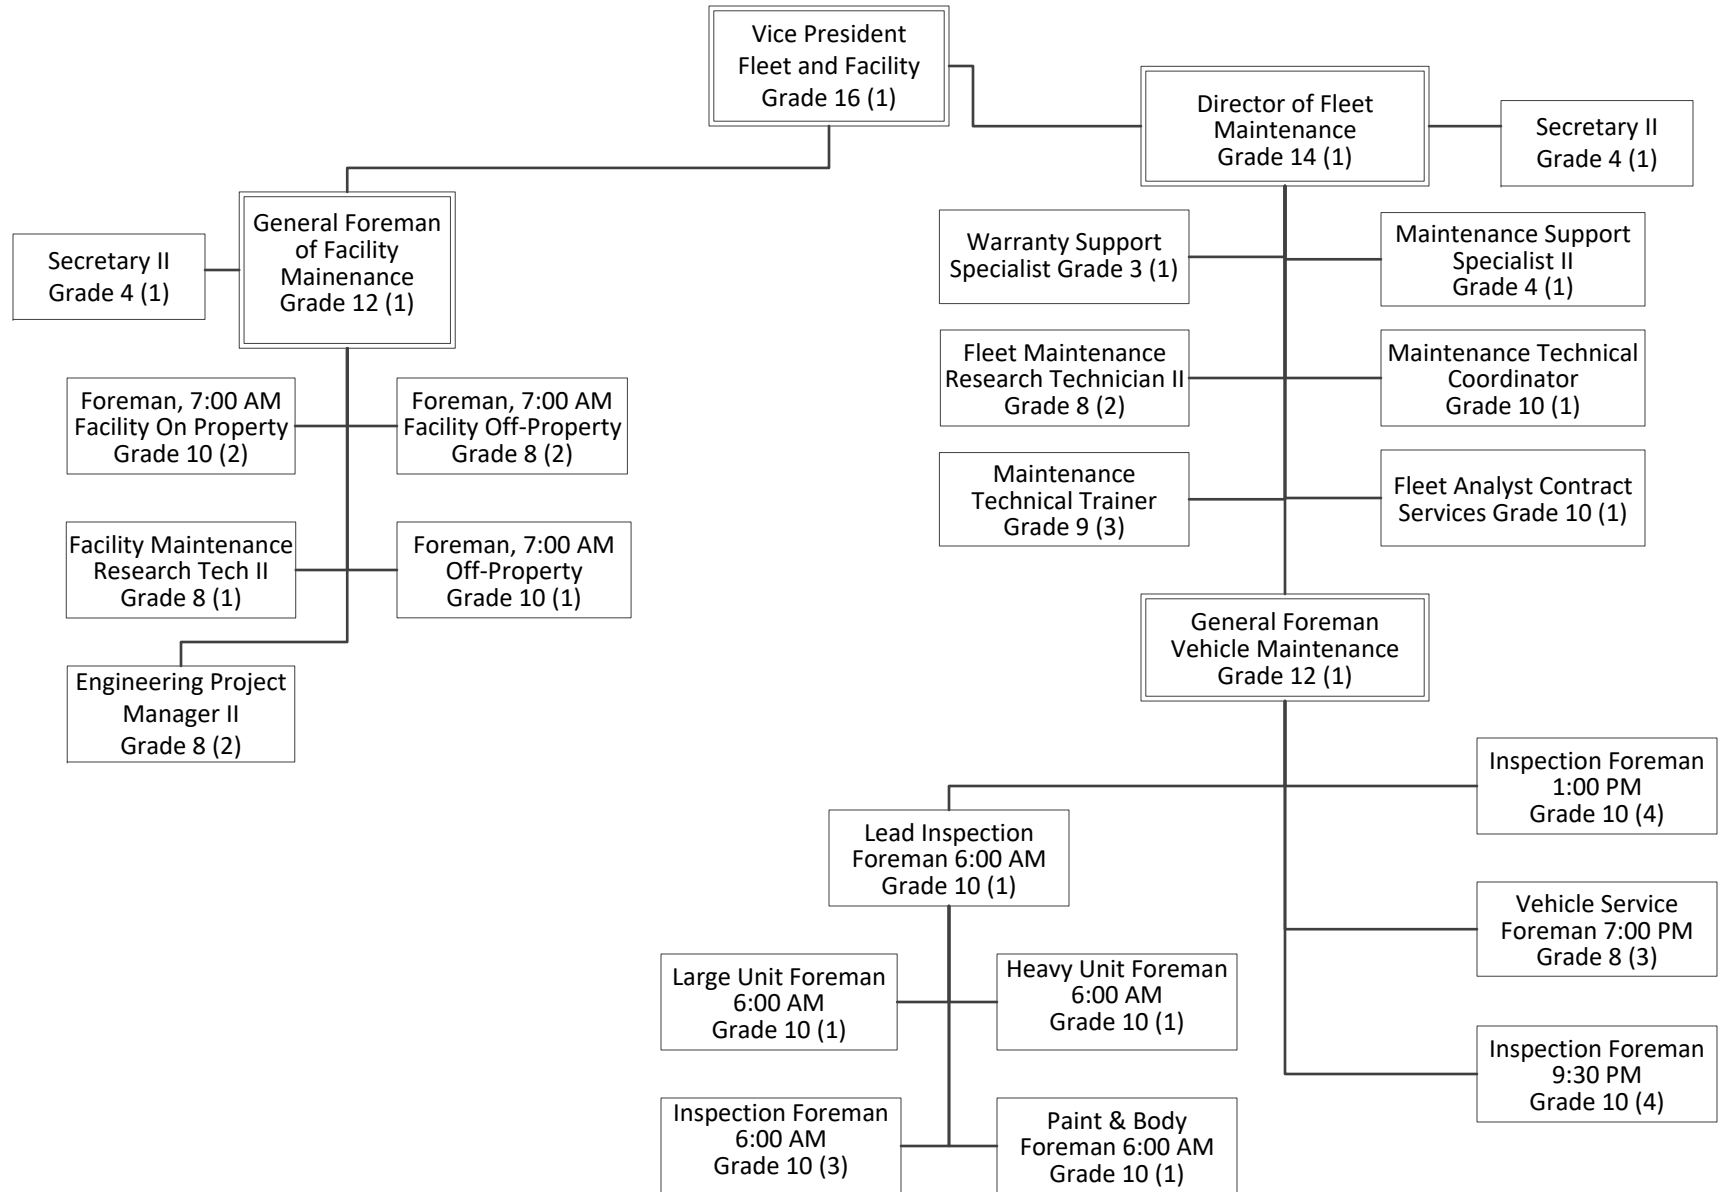 Vice President
Fleet and Facility
Grade 16 (1)
Director of Fleet
Maintenance
Grade 14 (1)
Secretary II
Grade 4 (1)
General Foreman
of Facility
Mainenance
Grade 12 (1)
Secretary II
Grade 4 (1)
Foreman, 7:00 AM
Facility On Property
Grade 10 (2)
Foreman, 7:00 AM
Facility Off-Property
Grade 8 (2)
Facility Maintenance
Research Tech II
Grade 8 (1)
Foreman, 7:00 AM
Off-Property
Grade 10 (1)
Engineering Project
Manager II
Grade 8 (2)
Warranty Support
Specialist Grade 3 (1)
Maintenance Support
Specialist II
Grade 4 (1)
Fleet Maintenance
Research Technician II
Grade 8 (2)
Maintenance Technical
Coordinator
Grade 10 (1)
Maintenance
Technical Trainer
Grade 9 (3)
Fleet Analyst Contract
Services Grade 10 (1)
General Foreman
Vehicle Maintenance
Grade 12 (1)
Inspection Foreman
1:00 PM
Grade 10 (4)
Lead Inspection
Foreman 6:00 AM
Grade 10 (1)
Vehicle Service
Foreman 7:00 PM
Grade 8 (3)
Large Unit Foreman
6:00 AM
Grade 10 (1)
Heavy Unit Foreman
6:00 AM
Grade 10 (1)
Inspection Foreman
9:30 PM
Grade 10 (4)
Inspection Foreman
6:00 AM
Grade 10 (3)
Paint & Body
Foreman 6:00 AM
Grade 10 (1)